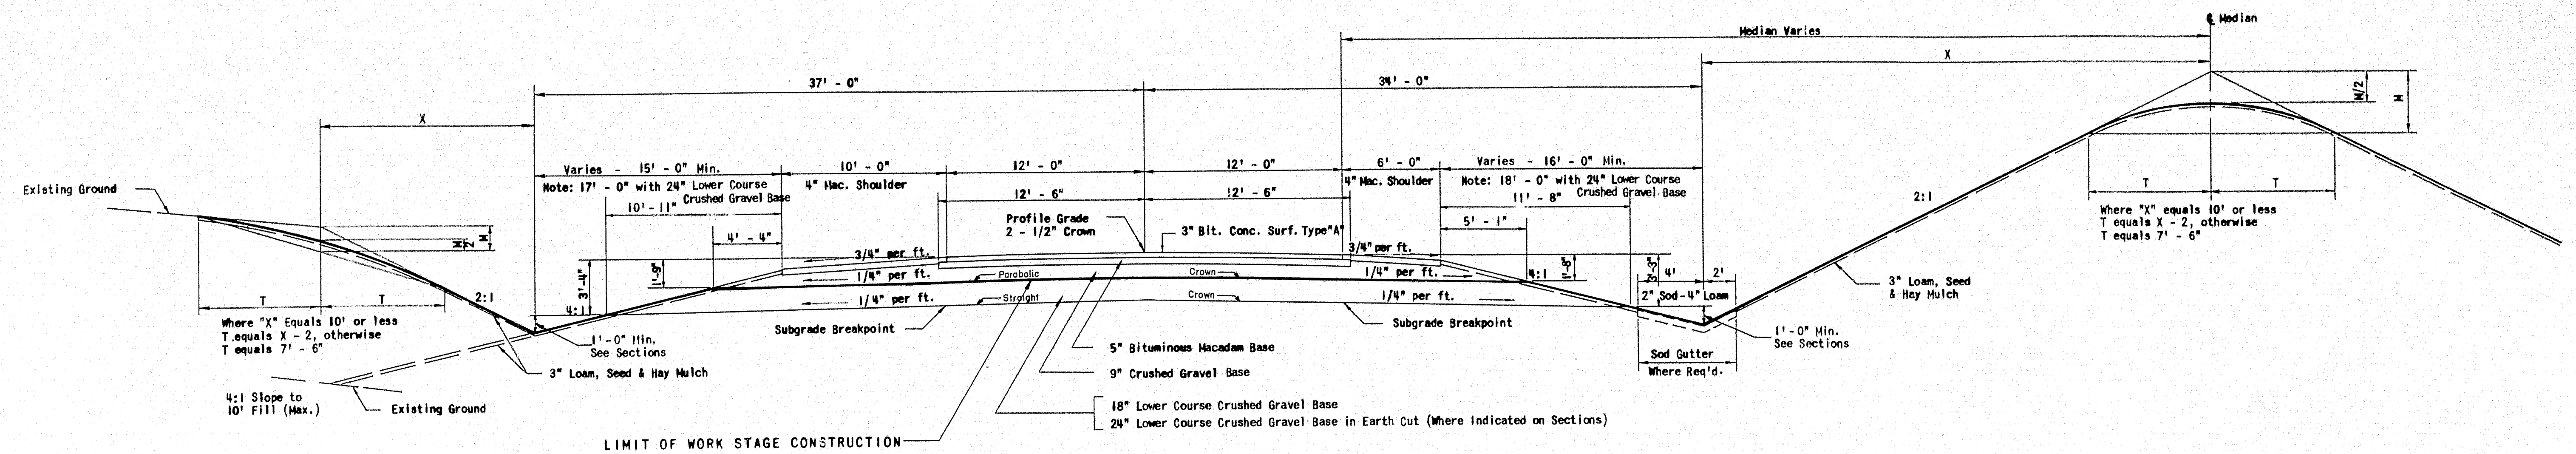 ℄ Median
Median Varies
X
37' - 0"
34' - 0"
X
M/2
M
Varies - 15' - 0" Min.
10' - 0"
12' - 0"
12' - 0"
6' - 0"
Varies - 16' - 0" Min.
Note: 17' - 0" with 24" Lower Course
Crushed Gravel Base
4" Mac. Shoulder
4" Mac. Shoulder
Note: 18' - 0" with 24" Lower Course
Crushed Gravel Base
Existing Ground
12' - 6"
12' - 6"
10' - 11"
11' - 8"
2:1
T
T
Where "X" equals 10' or less
T equals X - 2, otherwise
T equals 7' - 6"
Profile Grade
2 - 1/2" Crown
3" Bit. Conc. Surf. Type"A"
5' - 1"
4' - 4"
M
2
M
3/4" per ft.
3/4" per ft.
3'-4"
1'-9"
1/4" per ft.
Parabolic
Crown
1/4" per ft.
4:1
1'-8"
3'-3"
4'
2'
3" Loam, Seed
& Hay Mulch
T
T
2:1
4:1
1/4" per ft.
Straight
Crown
1/4" per ft.
2" Sod-4" Loam
Where "X" Equals 10' or less
T equals X - 2, otherwise
T equals 7' - 6"
Subgrade Breakpoint
Subgrade Breakpoint
1'-0" Min.
See Sections
1'-0" Min.
See Sections
5" Bituminous Macadam Base
Sod Gutter
Where Req'd.
3" Loam, Seed & Hay Mulch
9" Crushed Gravel Base
4:1 Slope to
10' Fill (Max.)
Existing Ground
18" Lower Course Crushed Gravel Base
24" Lower Course Crushed Gravel Base in Earth Cut (Where Indicated on Sections)
LIMIT OF WORK STAGE CONSTRUCTION